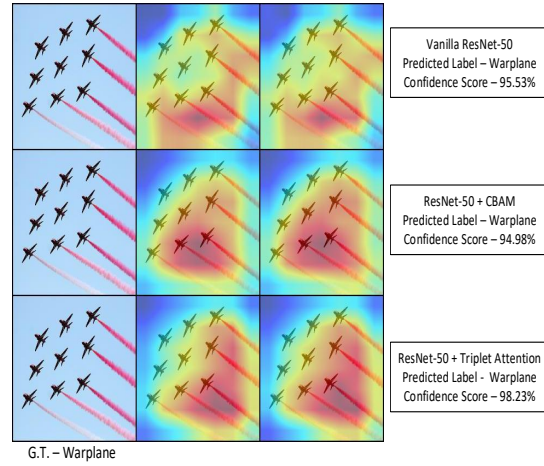 Vanilla ResNet-50
Predicted Label – Warplane
Confidence Score – 95.53%
ResNet-50 + CBAM
Predicted Label – Warplane
Confidence Score – 94.98%
ResNet-50 + Triplet Attention
Predicted Label - Warplane
Confidence Score – 98.23%
G.T. – Warplane